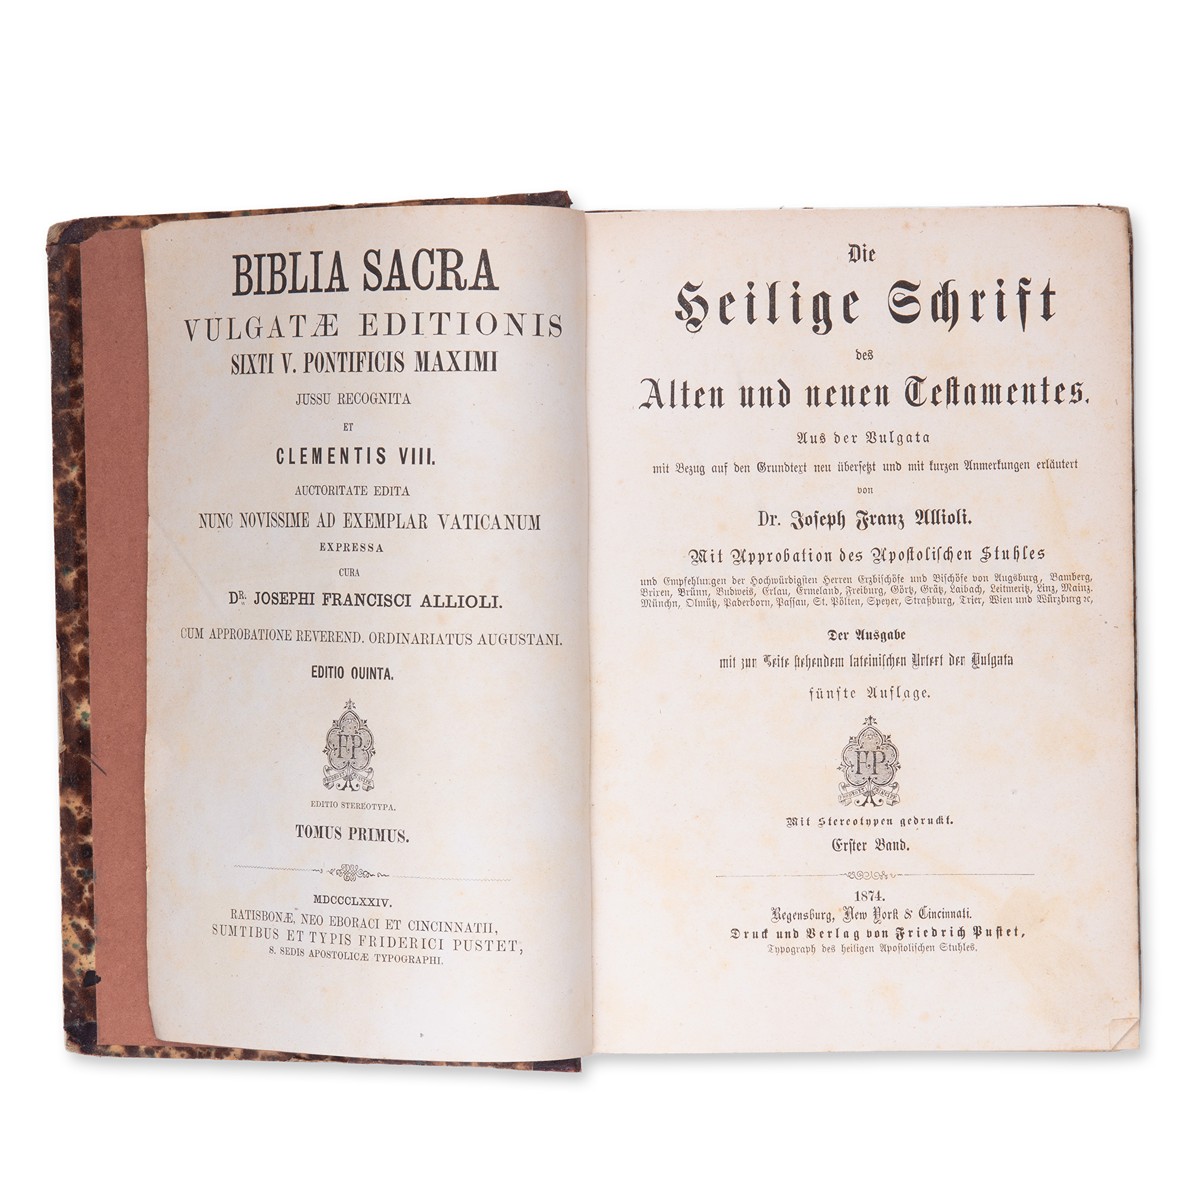 BIBLIA SACRA
VULGATÆ EDITIONIS
SIXTI V. PONTIFICIS MAXIMI
JUSSU RECOGNITA
ET
CLEMENTIS VIII.
AUCTORITATE EDITA
NUNC NOVISSIME AD EXEMPLAR VATICANUM
EXPRESSA
CURA
DR. JOSEPHI FRANCISCI ALLIOLI.
CUM APPROBATIONE REVEREND. ORDINARIATUS AUGUSTANI.
EDITIO QUINTA.
FP
EDITIO STEREOTYPA.
TOMUS PRIMUS.
MDCCCLXXIV.
RATISBONÆ, NEO EBORACI ET CINCINNATII,
SUMTIBUS ET TYPIS FRIDERICI PUSTET,
S. SEDIS APOSTOLICÆ TYPOGRAPHI.
Die
Heilige Schrift
des
Alten und neuen Testamentes.
Aus der Vulgata
mit Bezug auf den Grundtext neu übersetzt und mit kurzen Anmerkungen erläutert
von
Dr. Joseph Franz Allioli.
Mit Approbation des Apostolischen Stuhles
und Empfehlungen der Hochwürdigsten Herren Erzbischöfe und Bischöfe von Augsburg, Bamberg,
Brixen, Brünn, Budweis, Erlau, Ermeland, Freiburg, Görtz, Grätz, Laibach, Leitmeritz, Linz, Mainz,
Münchn, Olmütz, Paderborn, Passau, St. Pölten, Speyer, Straßburg, Trier, Wien und Würzburg ꝛc,
Der Ausgabe
mit zur Seite stehendem lateinischen Urtert der Vulgata
fünfte Auflage.
FP
Mit Stereotypen gedruckt.
Erster Band.
1874.
Regensburg, New York & Cincinnati.
Druck und Verlag von Friedrich Pustet,
Typograph des heiligen Apostolischen Stuhles.